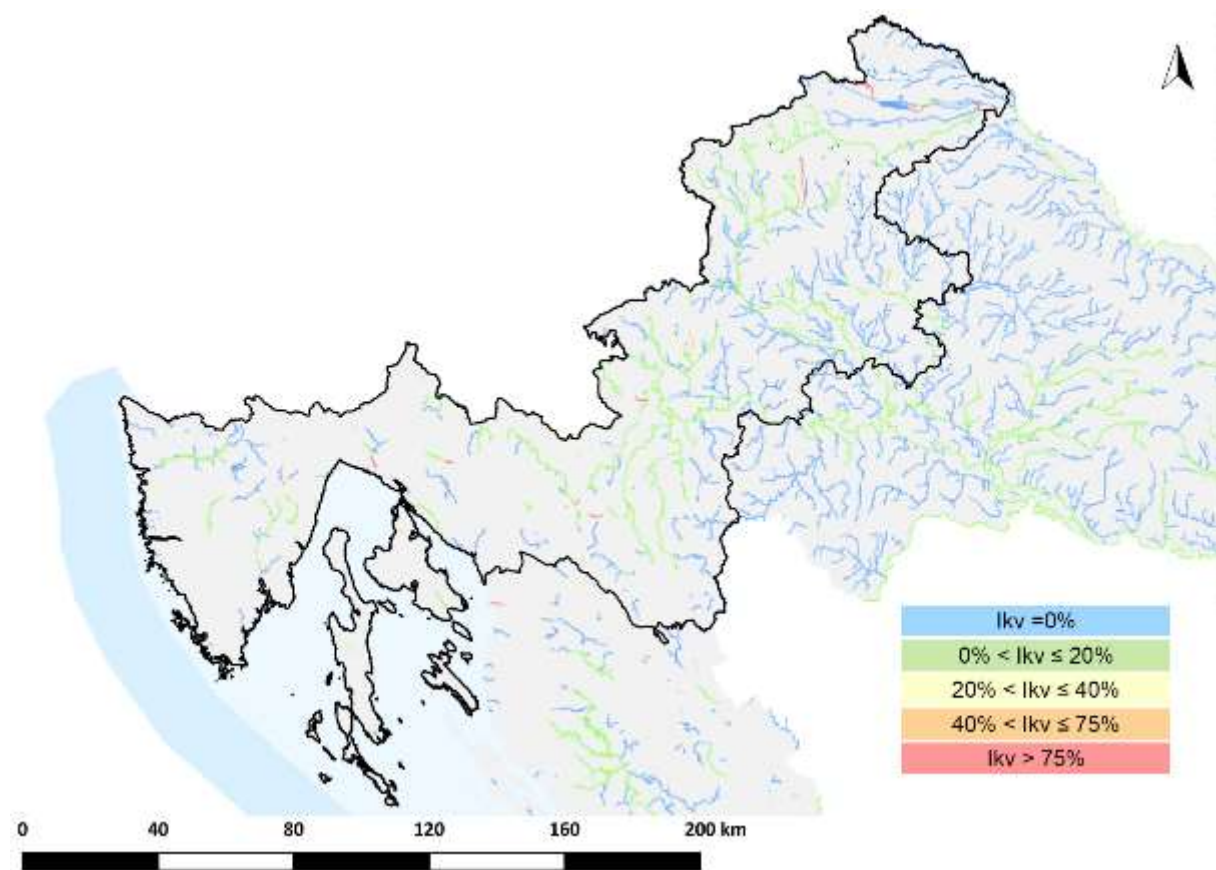 Ikv =0%
0% < Ikv ≤ 20%
20% < Ikv ≤ 40%
40% < Ikv ≤ 75%
Ikv > 75%
0 40 80 120 160 200 km